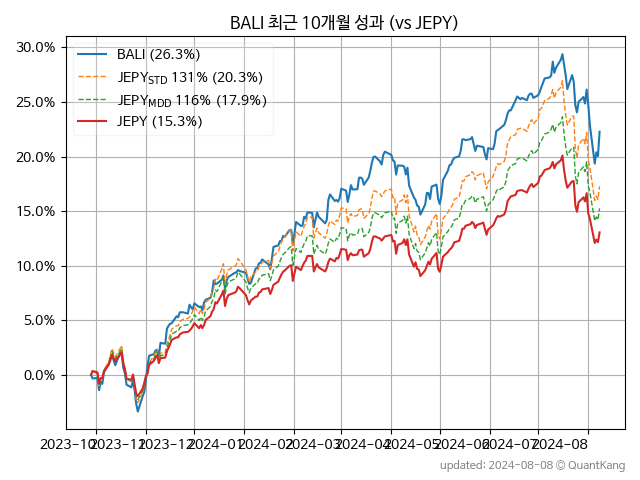 BALI 최근 10개월 성과 (vs JEPY)
30.0%
25.0%
20.0%
15.0%
10.0%
5.0%
0.0%
BALI (26.3%)
JEPYSTD 131% (20.3%)
JEPYMDD 116% (17.9%)
JEPY (15.3%)
2023-10 2023-11 2023-12 2024-01 2024-02 2024-03 2024-04 2024-05 2024-06 2024-07 2024-08
updated: 2024-08-08 © QuantKang